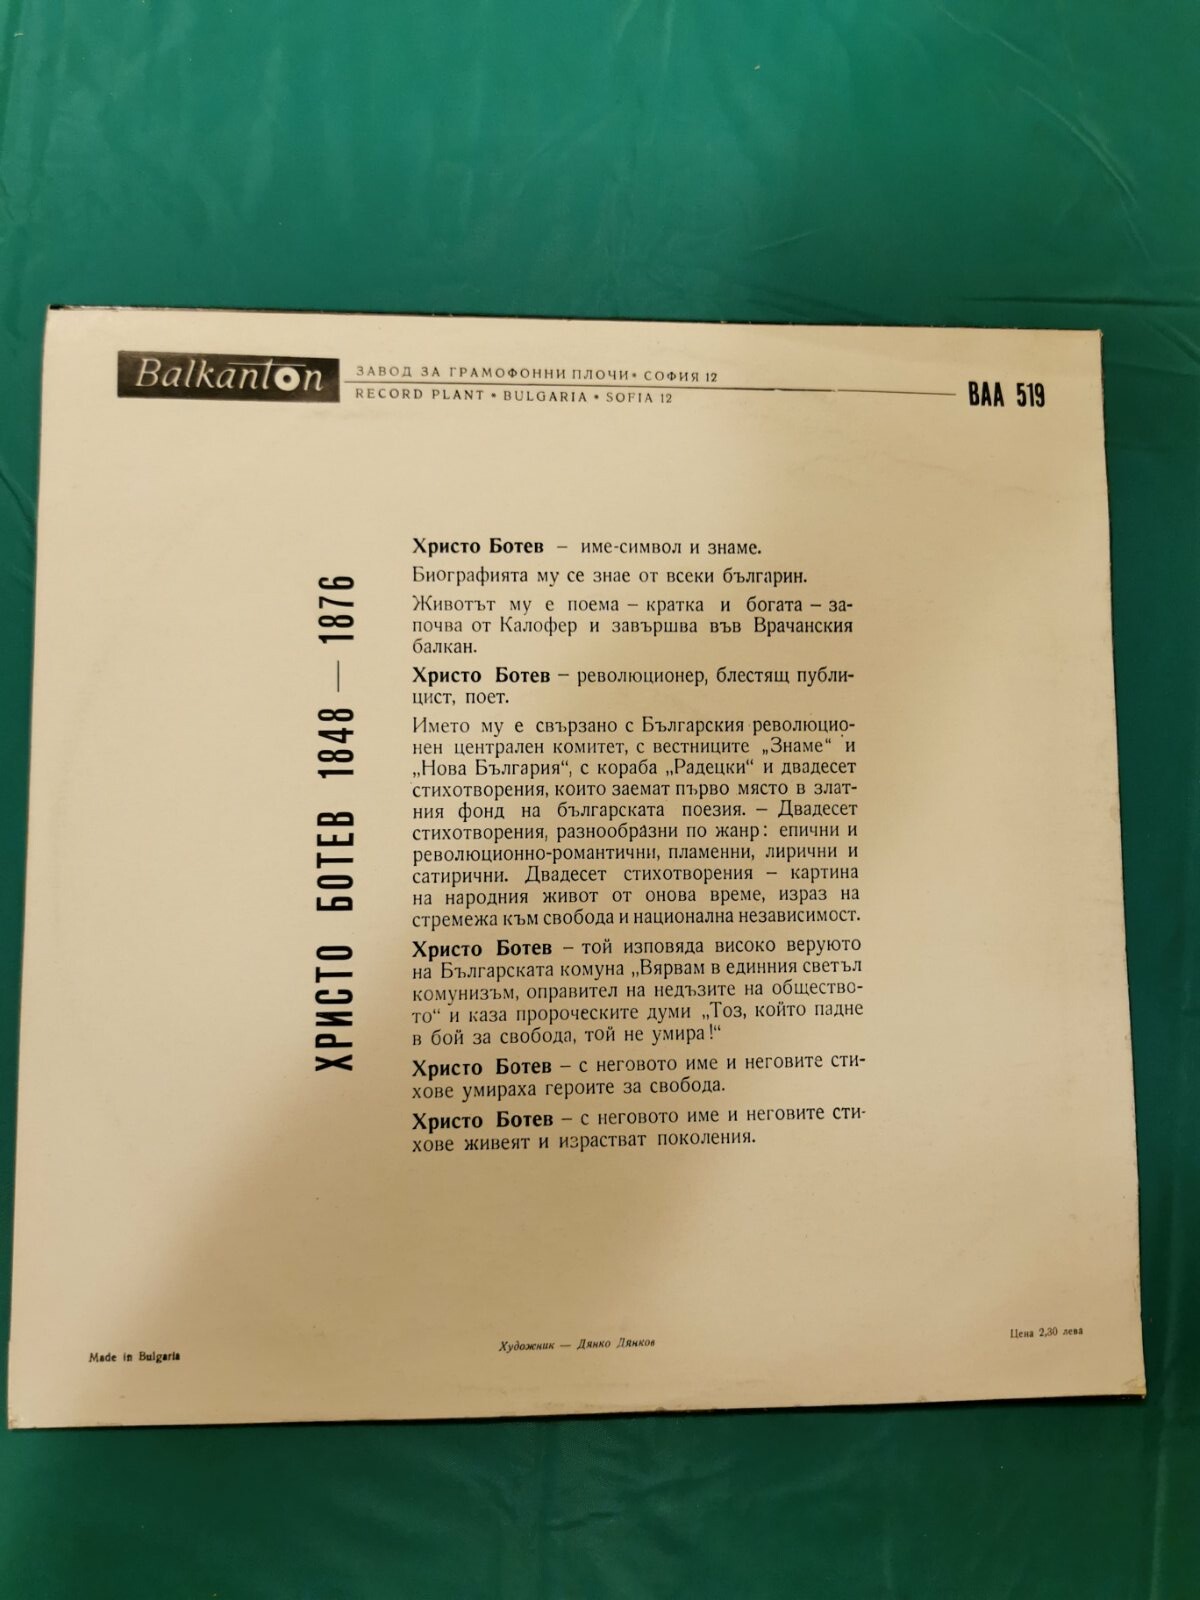 Balkanton
ЗАВОД ЗА ГРАМОФОННИ ПЛОЧИ * СОФИЯ 12
RECORD PLANT * BULGARIA * SOFIA 12
ВАА 519
ХРИСТО БОТЕВ 1848 — 1876
Христо Ботев – име-символ и знаме.
Биографията му се знае от всеки българин.
Животът му е поема – кратка и богата – за-
почва от Калофер и завършва във Врачанския
балкан.
Христо Ботев – революционер, блестящ публи-
цист, поет.
Името му е свързано с Българския революцио-
нен централен комитет, с вестниците „Знаме“ и
„Нова България“, с кораба „Радецки“ и двадесет
стихотворения, които заемат първо място в злат-
ния фонд на българската поезия. – Двадесет
стихотворения, разнообразни по жанр: епични и
революционно-романтични, пламенни, лирични и
сатирични. Двадесет стихотворения – картина
на народния живот от онова време, израз на
стремежа към свобода и национална независимост.
Христо Ботев – той изповяда високо веруюто
на Българската комуна „Вярвам в единния светъл
комунизъм, оправител на недъзите на общество-
то“ и каза пророческите думи „Тоз, който падне
в бой за свобода, той не умира!“
Христо Ботев – с неговото име и неговите сти-
хове умираха героите за свобода.
Христо Ботев – с неговото име и неговите сти-
хове живеят и израстват поколения.
Made in Bulgaria
Художник — Дянко Дянков
Цена 2,30 лева